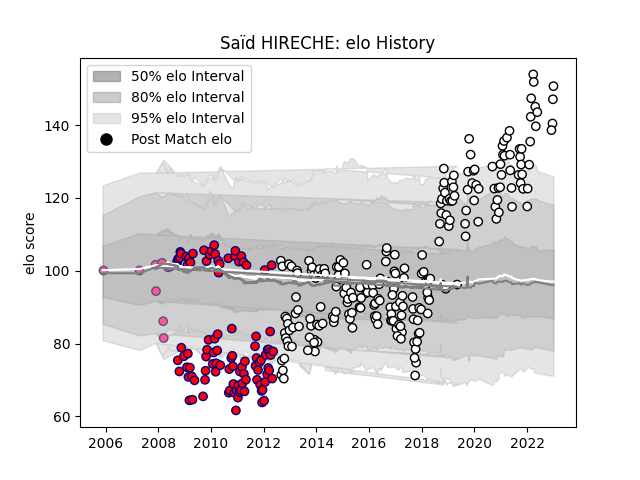 Saïd HIRECHE: elo History
50% elo Interval
80% elo Interval
95% elo Interval
Post Match elo
elo score
140
120
100
80
60
2006 2008 2010 2012 2014 2016 2018 2020 2022